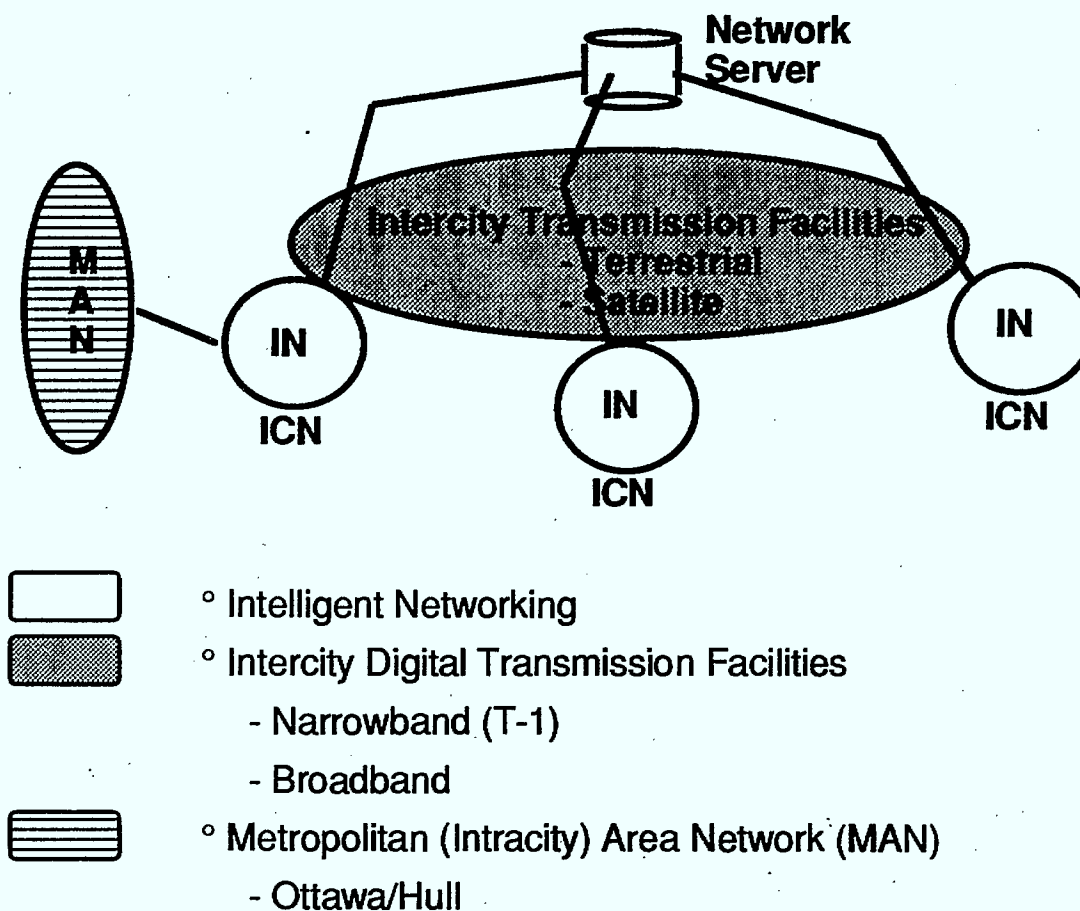 Network
Server
Intercity Transmission Facilities
- Terrestrial
- Satellite
M
A
N
IN
ICN
IN
ICN
IN
ICN
° Intelligent Networking
° Intercity Digital Transmission Facilities
- Narrowband (T-1)
- Broadband
° Metropolitan (Intracity) Area Network (MAN)
- Ottawa/Hull